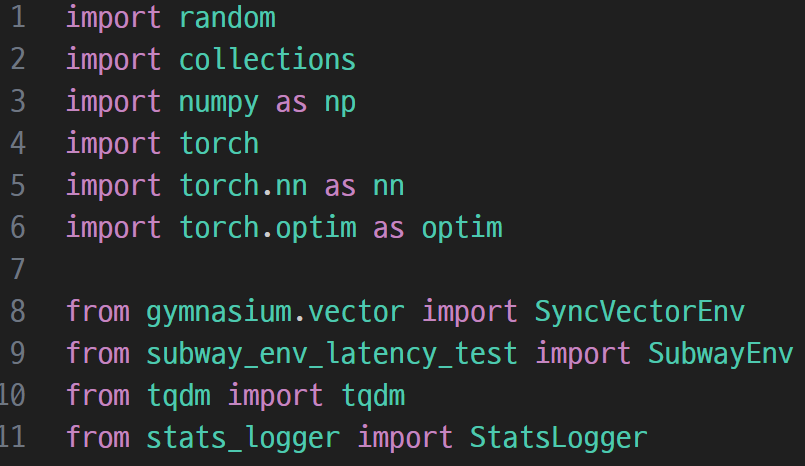 1 import random
2 import collections
3 import numpy as np
4 import torch
5 import torch.nn as nn
6 import torch.optim as optim
7
8 from gymnasium.vector import SyncVectorEnv
9 from subway_env_latency_test import SubwayEnv
10 from tqdm import tqdm
11 from stats_logger import StatsLogger